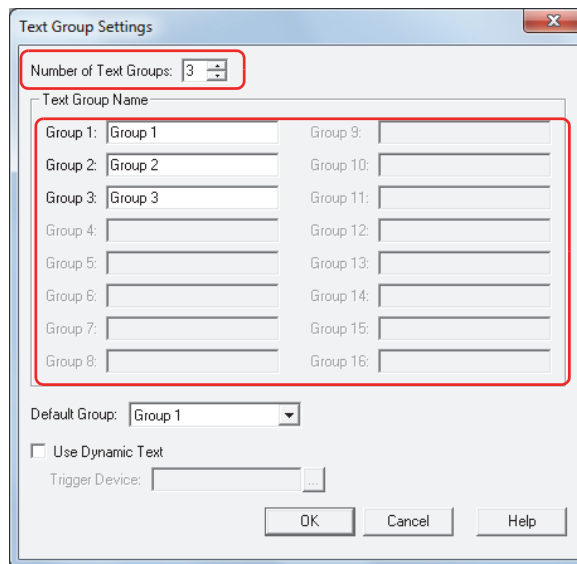 Text Group Settings
Number of Text Groups: 3
Text Group Name
Group 1: Group 1
Group 9:
Group 2: Group 2
Group 10:
Group 3: Group 3
Group 11:
Group 4:
Group 12:
Group 5:
Group 13:
Group 6:
Group 14:
Group 7:
Group 15:
Group 8:
Group 16:
Default Group: Group 1
Use Dynamic Text
Trigger Device: ...
OK Cancel Help